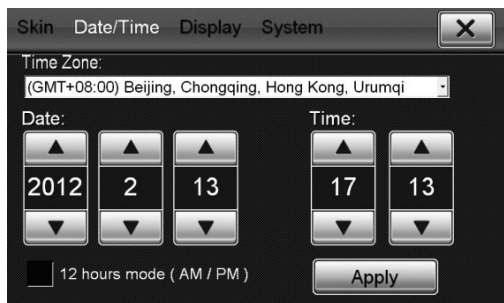 Skin Date/Time Display System
Time Zone:
(GMT+08:00) Beijing, Chongqing, Hong Kong, Urumqi
Date: Time:
2012 2 13 17 13
12 hours mode ( AM / PM )
Apply